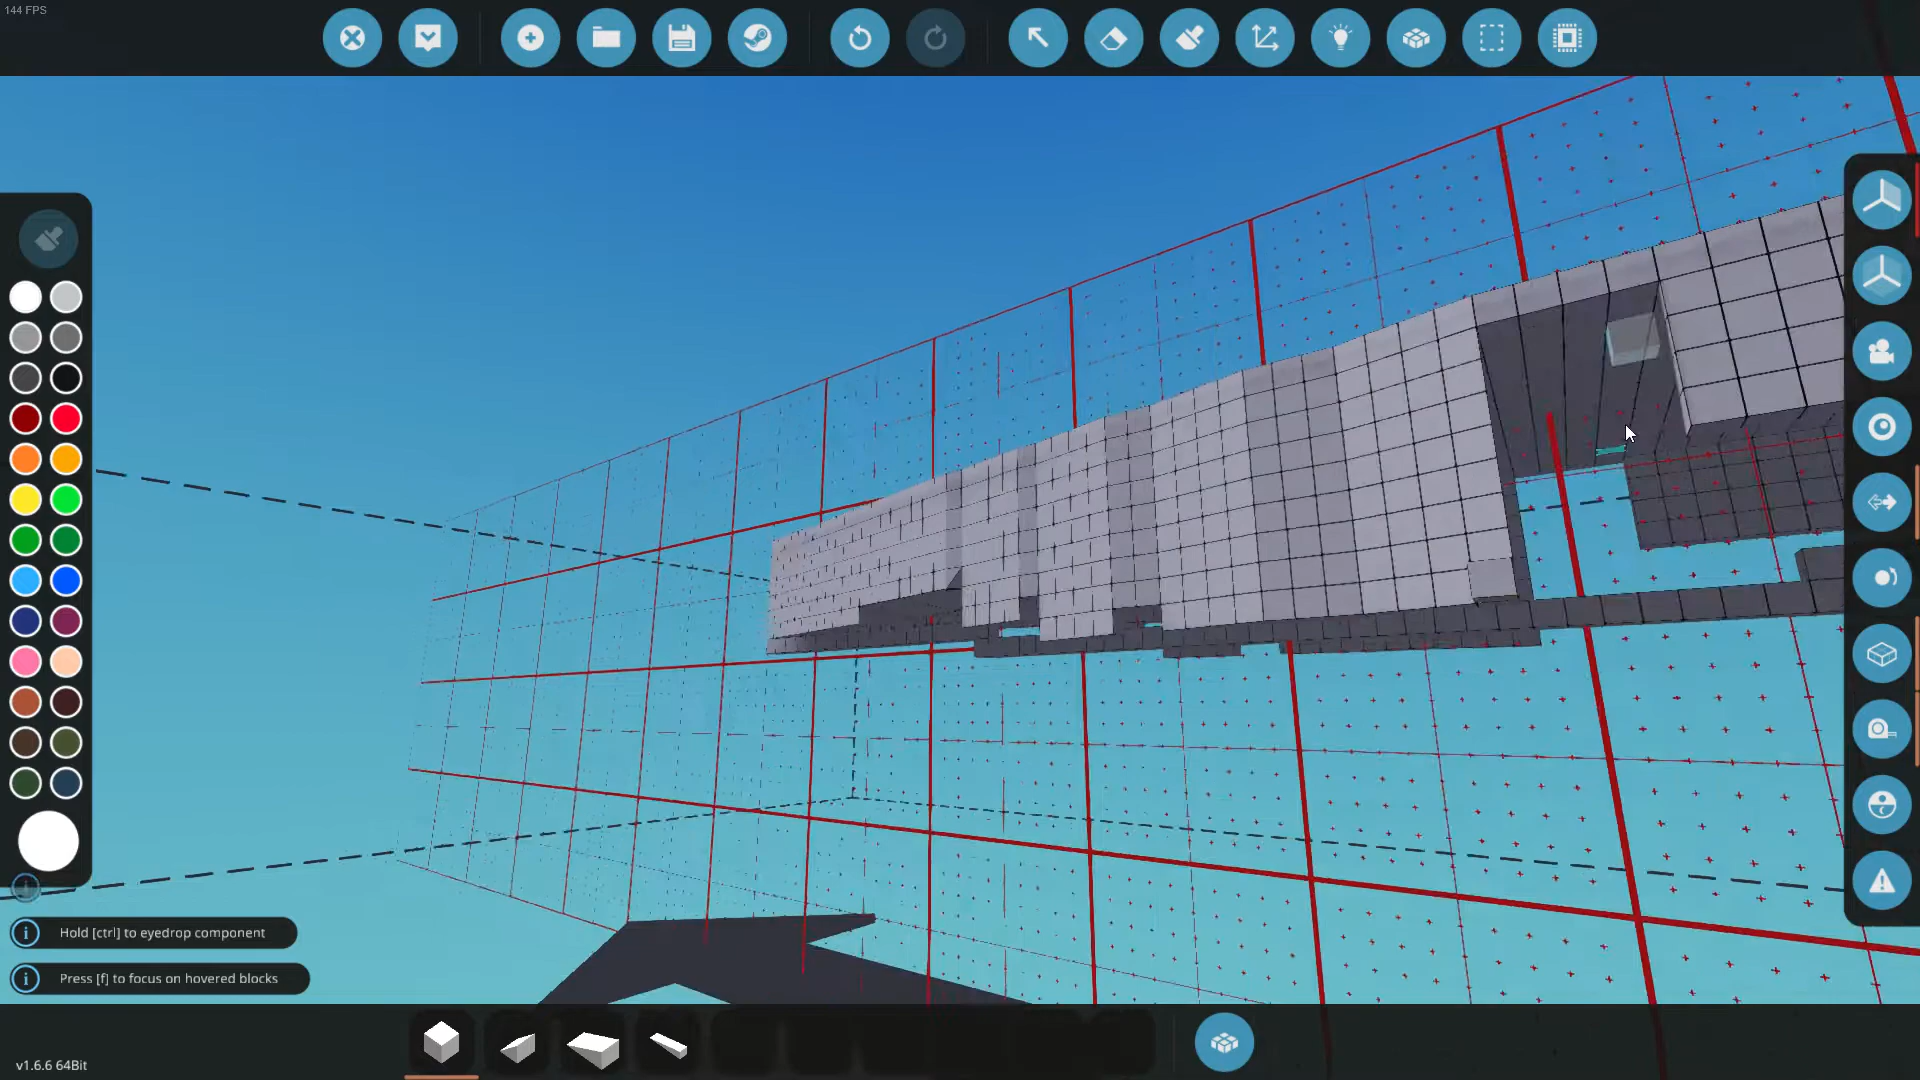 144 FPS
Hold [ctrl] to eyedrop component
Press [f] to focus on hovered blocks
v1.6.6 64Bit